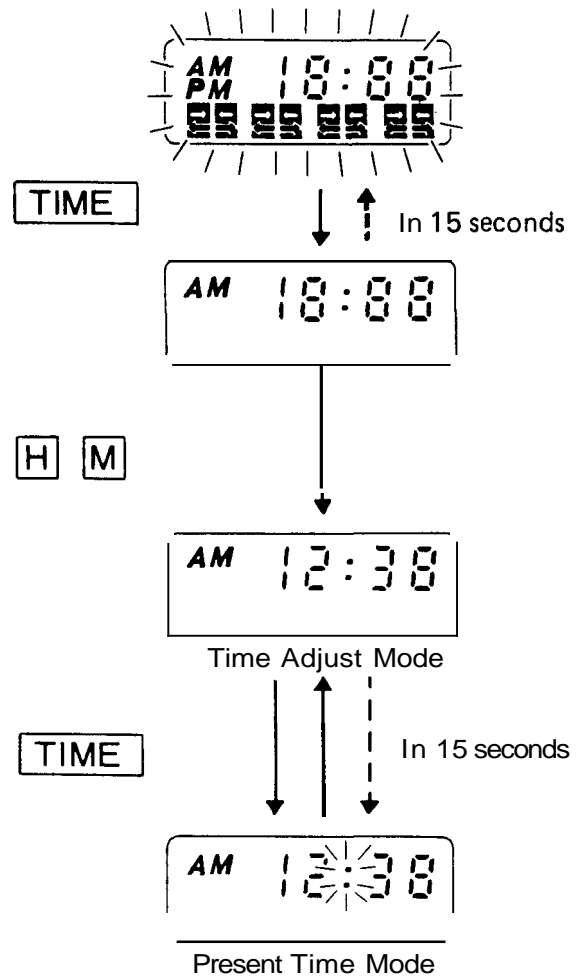 AM 18:88
PM
TIME
In 15 seconds
AM 18:88
H M
AM 12:38
Time Adjust Mode
TIME
In 15 seconds
AM 12:38
Present Time Mode